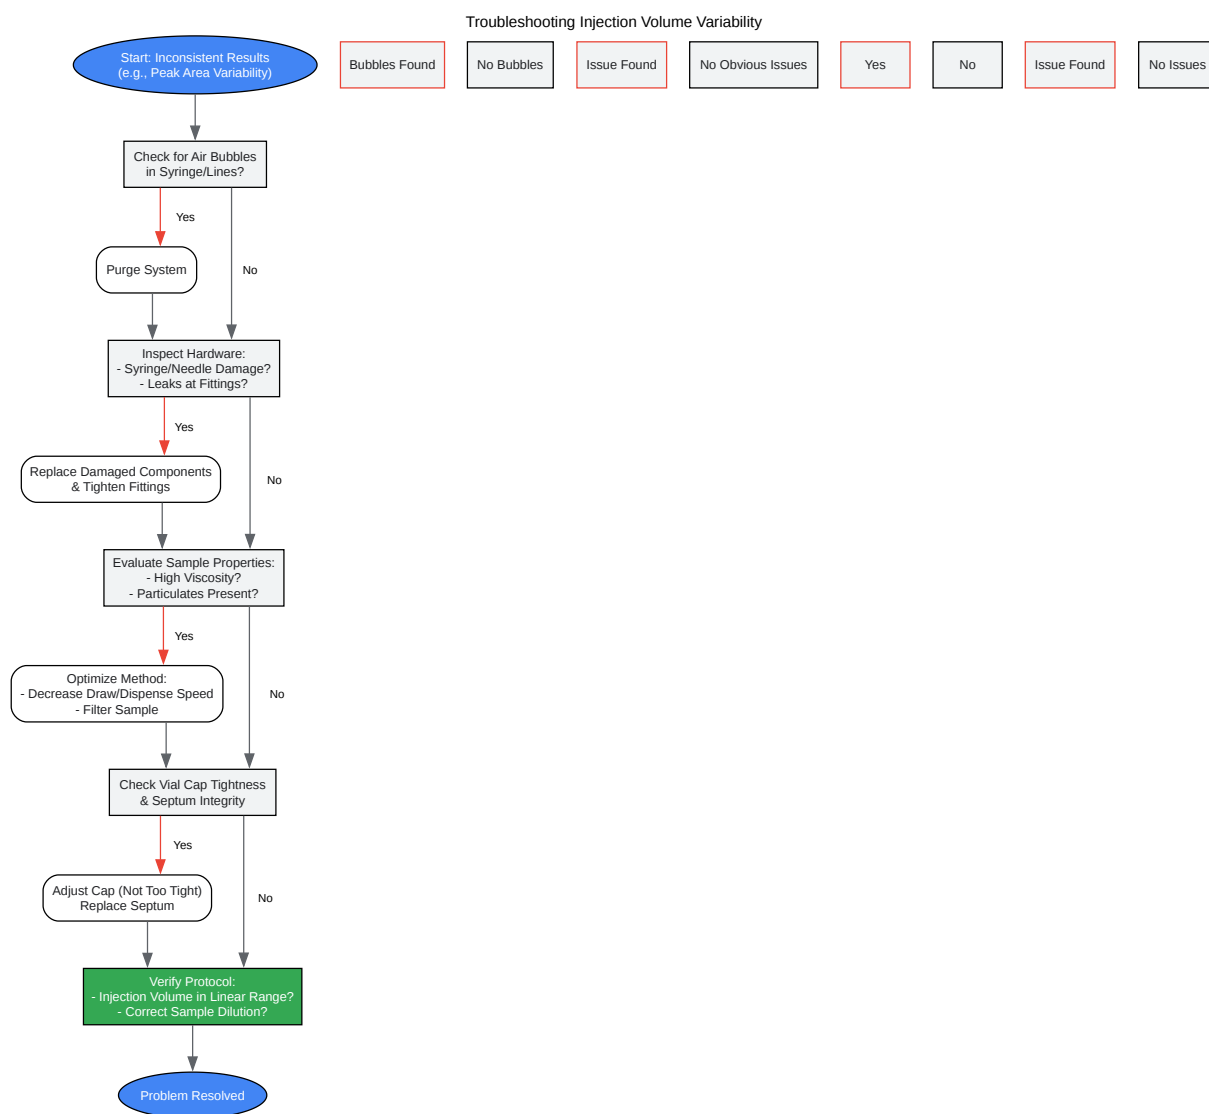 Troubleshooting Injection Volume Variability
Start: Inconsistent Results
(e.g., Peak Area Variability)
Bubbles Found
No Bubbles
Issue Found
No Obvious Issues
Yes
No
Issue Found
No Issues
Check for Air Bubbles
in Syringe/Lines?
Yes
Purge System
No
Inspect Hardware:
- Syringe/Needle Damage?
- Leaks at Fittings?
Yes
Replace Damaged Components
& Tighten Fittings
No
Evaluate Sample Properties:
- High Viscosity?
- Particulates Present?
Yes
Optimize Method:
- Decrease Draw/Dispense Speed
- Filter Sample
No
Check Vial Cap Tightness
& Septum Integrity
Yes
Adjust Cap (Not Too Tight)
Replace Septum
No
Verify Protocol:
- Injection Volume in Linear Range?
- Correct Sample Dilution?
Problem Resolved